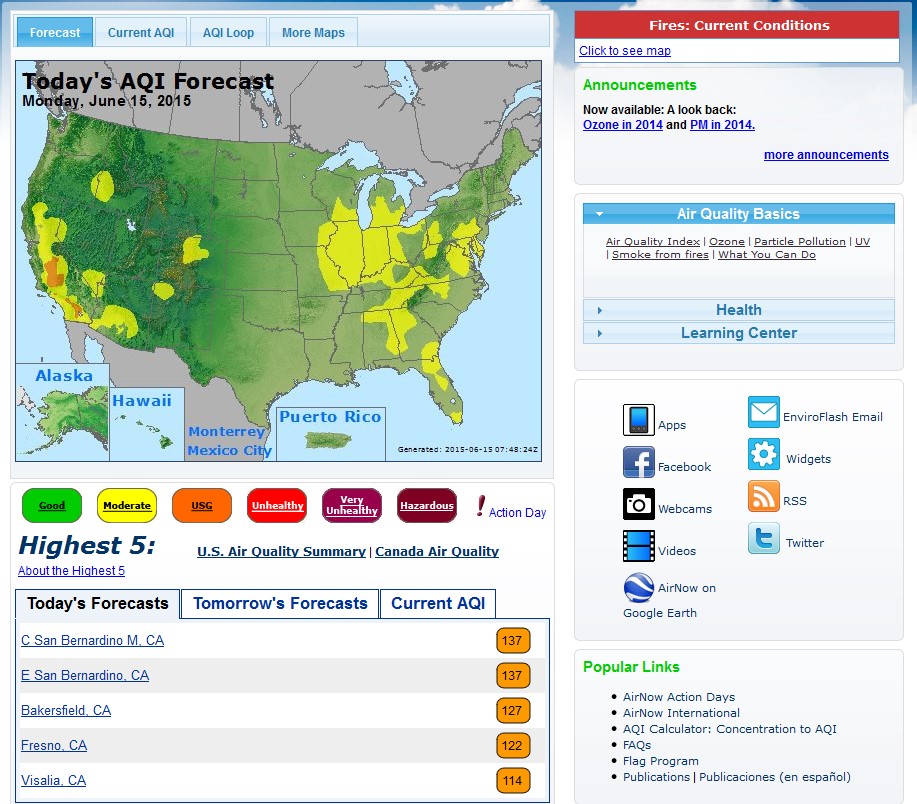 Forecast
Current AQI
AQI Loop
More Maps
Today's AQI Forecast
Monday, June 15, 2015
Alaska
Hawaii
Monterrey
Mexico City
Puerto Rico
Generated: 2015-06-15 07:48:24Z
Good
Moderate
USG
Unhealthy
Very
Unhealthy
Hazardous
! Action Day
Highest 5:
U.S. Air Quality Summary | Canada Air Quality
About the Highest 5
Today's Forecasts
Tomorrow's Forecasts
Current AQI
C San Bernardino M, CA 137
E San Bernardino, CA 137
Bakersfield, CA 127
Fresno, CA 122
Visalia, CA 114
Fires: Current Conditions
Click to see map
Announcements
Now available: A look back:
Ozone in 2014 and PM in 2014.
more announcements
Air Quality Basics
Air Quality Index | Ozone | Particle Pollution | UV
| Smoke from fires | What You Can Do
Health
Learning Center
Apps
Facebook
Webcams
Videos
AirNow on
Google Earth
EnviroFlash Email
Widgets
RSS
Twitter
Popular Links
• AirNow Action Days
• AirNow International
• AQI Calculator: Concentration to AQI
• FAQs
• Flag Program
• Publications | Publicaciones (en español)